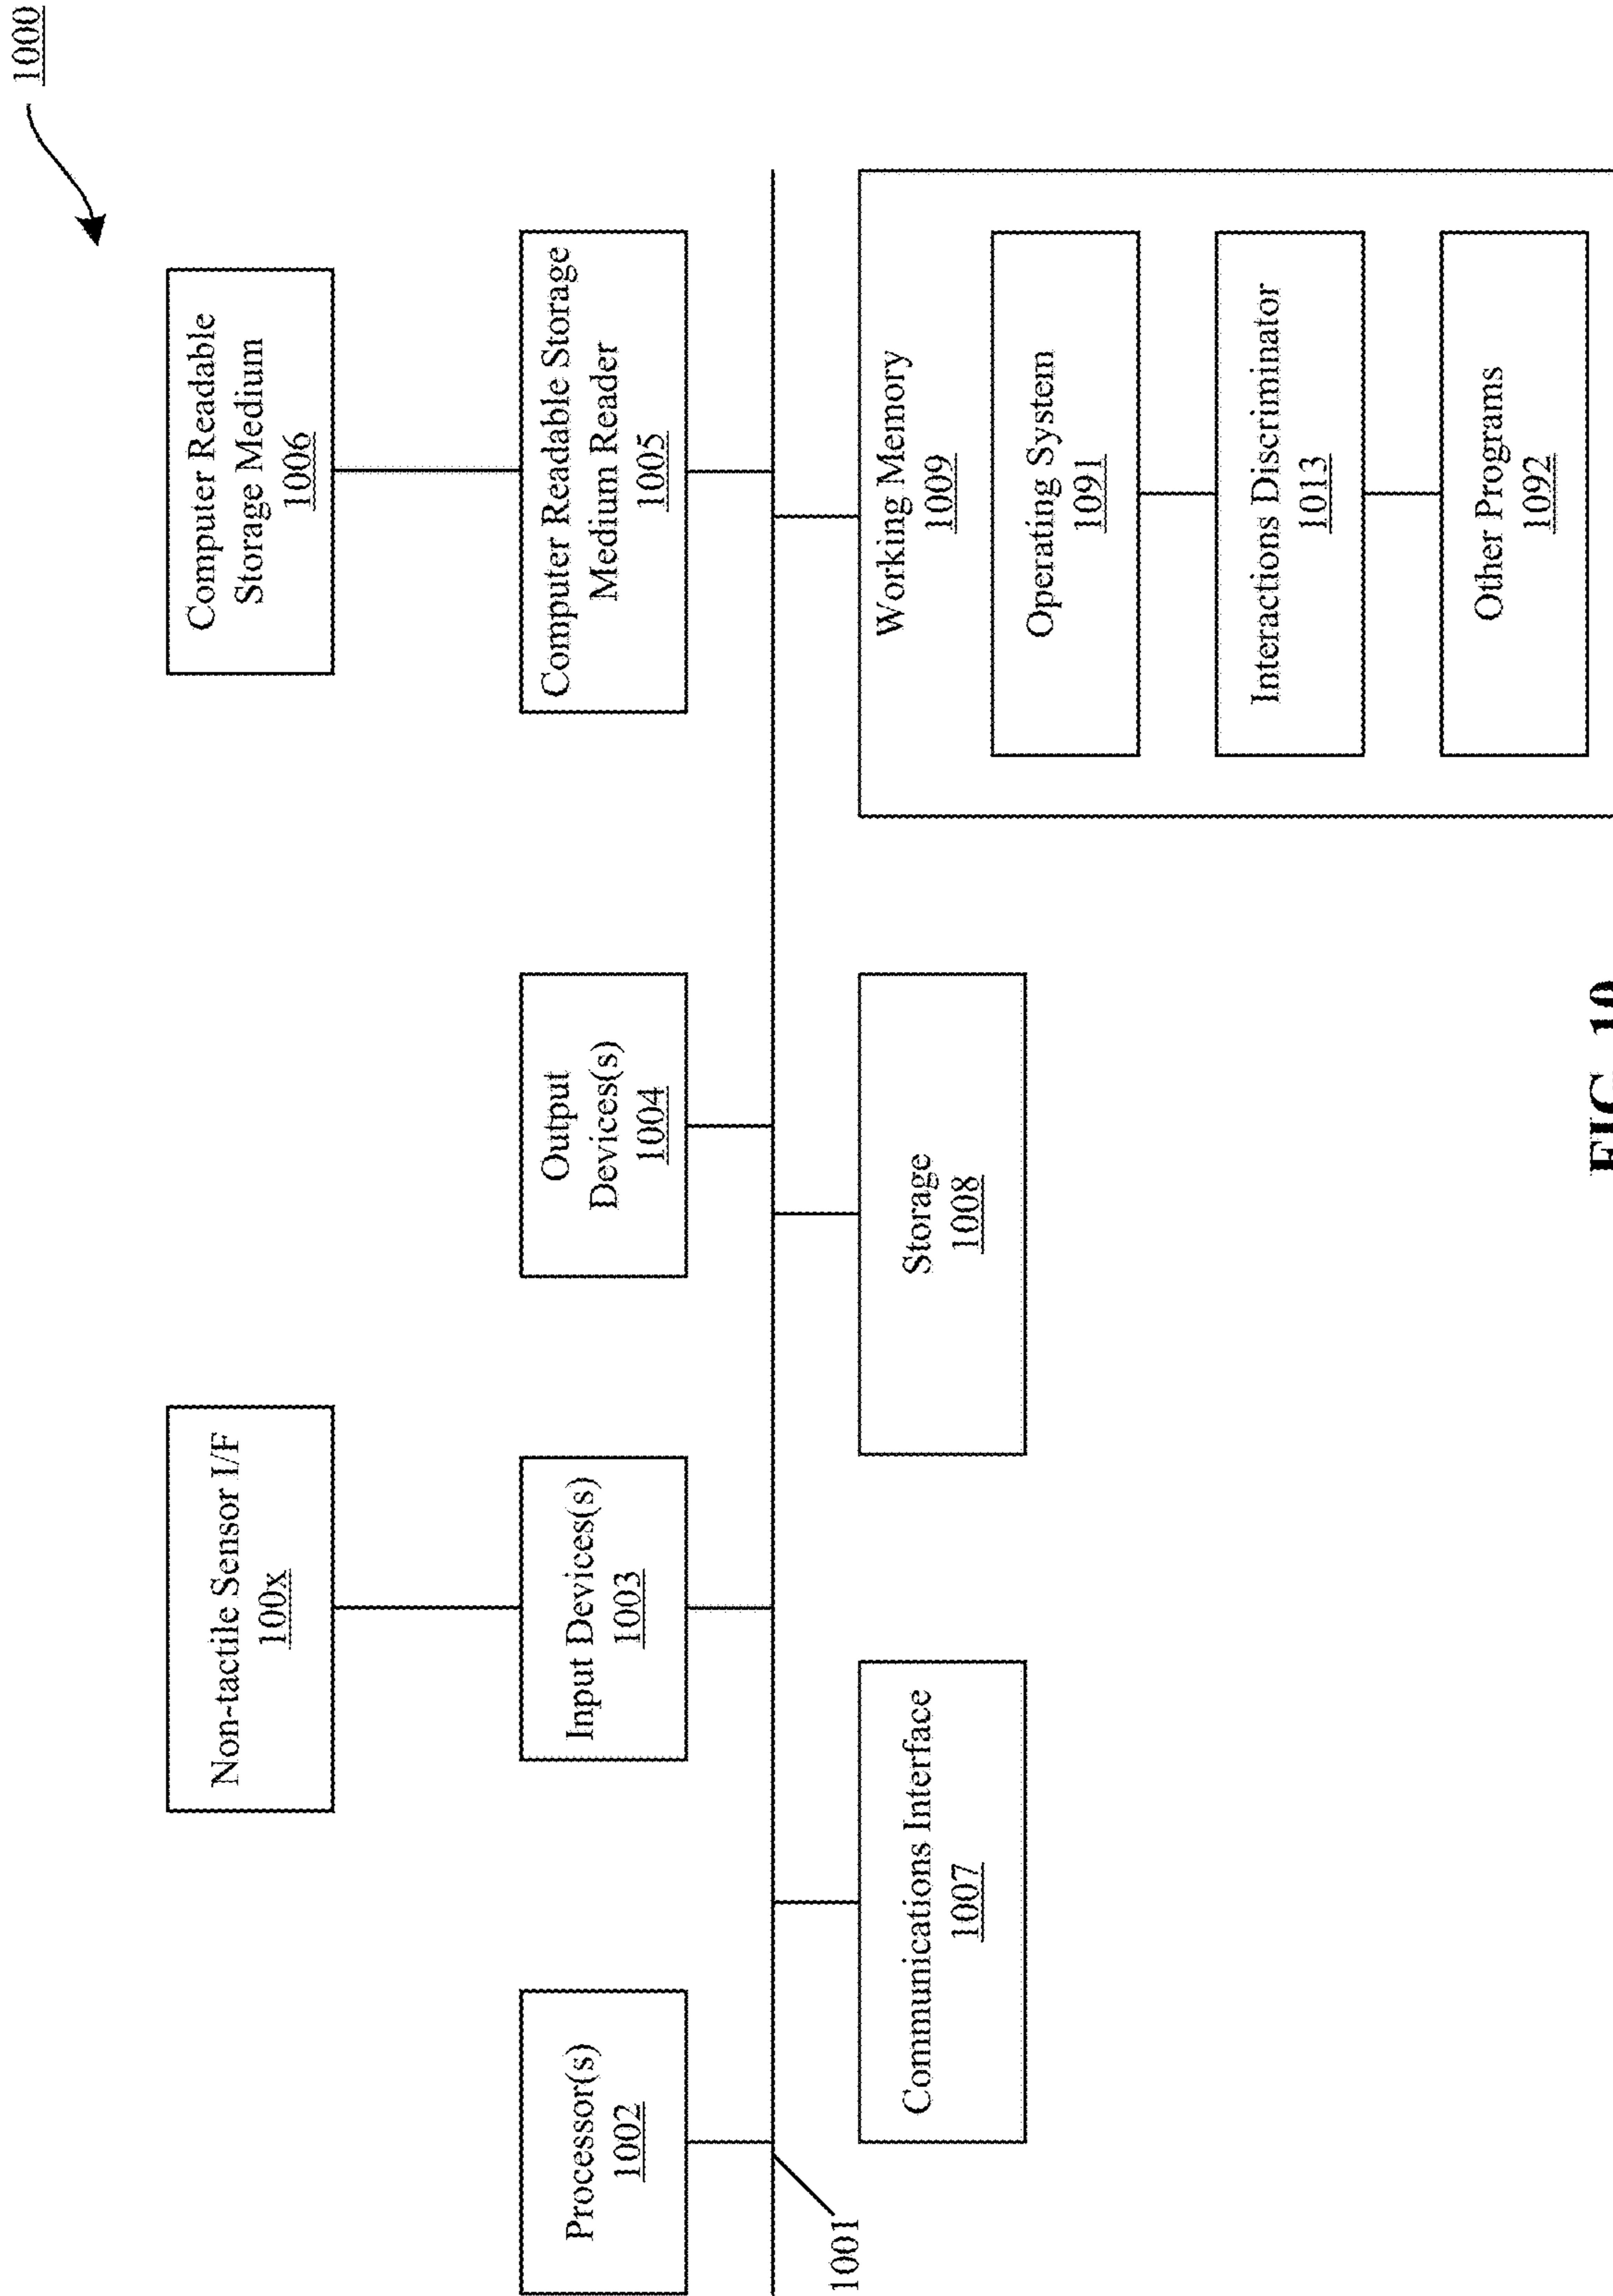 1000
Non-tactile Sensor I/F
100x
Computer Readable
Storage Medium
1006
Processor(s)
1002
Input Devices(s)
1003
Output
Devices(s)
1004
Computer Readable Storage
Medium Reader
1005
1001
Communications Interface
1007
Storage
1008
Working Memory
1009
Operating System
1091
Interactions Discriminator
1013
Other Programs
1092
FIG. 10